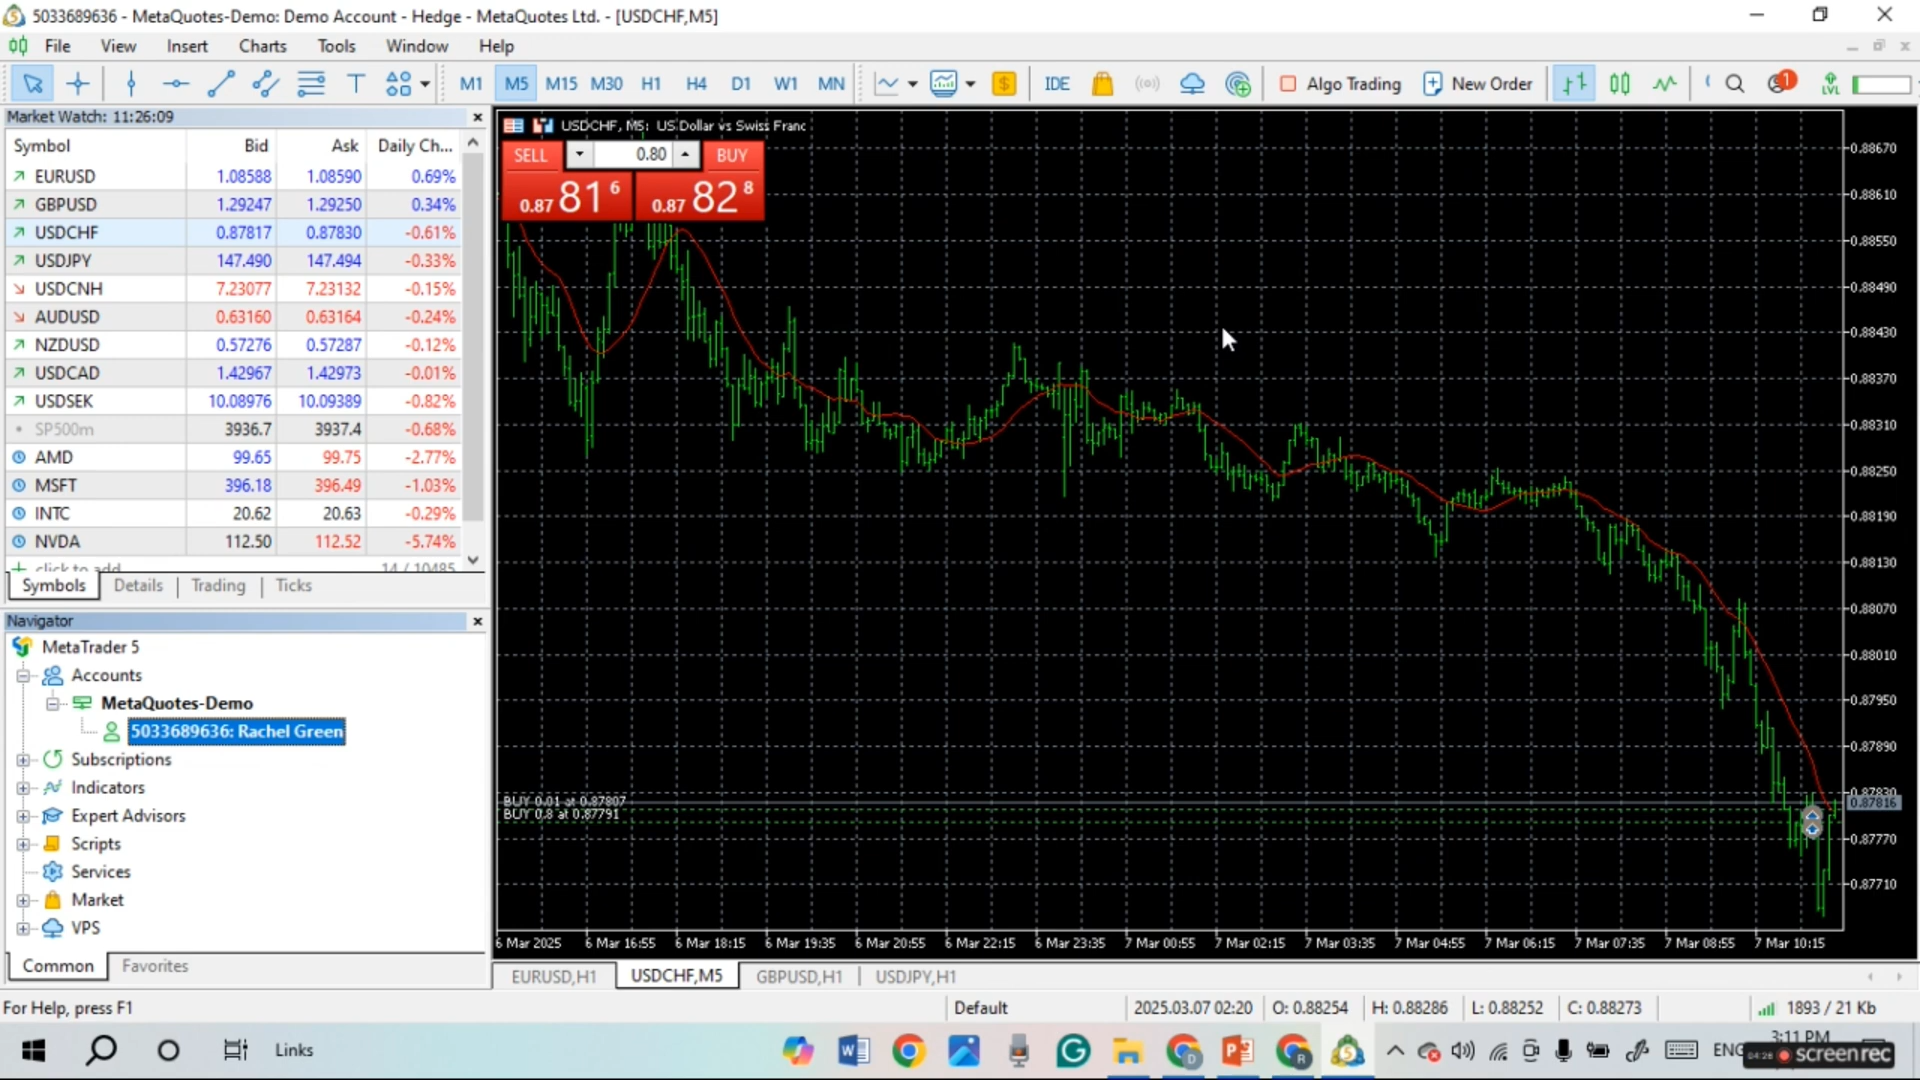 5033689636 - MetaQuotes-Demo: Demo Account - Hedge - MetaQuotes Ltd. - [USDCHF,M5]
File View Insert Charts Tools Window Help
M1 M5 M15 M30 H1 H4 D1 W1 MN IDE Algo Trading New Order 1 LVL
Market Watch: 11:26:09
Symbol Bid Ask Daily Ch...
EURUSD 1.08588 1.08590 0.69%
GBPUSD 1.29247 1.29250 0.34%
USDCHF 0.87817 0.87830 -0.61%
USDJPY 147.490 147.494 -0.33%
USDCNH 7.23077 7.23132 -0.15%
AUDUSD 0.63160 0.63164 -0.24%
NZDUSD 0.57276 0.57287 -0.12%
USDCAD 1.42967 1.42973 -0.01%
USDSEK 10.08976 10.09389 -0.82%
SP500m 3936.7 3937.4 -0.68%
AMD 99.65 99.75 -2.77%
MSFT 396.18 396.49 -1.03%
INTC 20.62 20.63 -0.29%
NVDA 112.50 112.52 -5.74%
click to add 14 / 10485
Symbols Details Trading Ticks
Navigator
MetaTrader 5
Accounts
MetaQuotes-Demo
5033689636: Rachel Green
Subscriptions
Indicators
Expert Advisors
Scripts
Services
Market
VPS
Common Favorites
USDCHF, M5: US Dollar vs Swiss Franc
SELL 0.80 BUY
0.87 81 6 0.87 82 8
0.88670
0.88610
0.88550
0.88490
0.88430
0.88370
0.88310
0.88250
0.88190
0.88130
0.88070
0.88010
0.87950
0.87890
0.87830
0.87816
0.87770
0.87710
BUY 0.01 at 0.87807
BUY 0.8 at 0.87791
6 Mar 2025 6 Mar 16:55 6 Mar 18:15 6 Mar 19:35 6 Mar 20:55 6 Mar 22:15 6 Mar 23:35 7 Mar 00:55 7 Mar 02:15 7 Mar 03:35 7 Mar 04:55 7 Mar 06:15 7 Mar 07:35 7 Mar 08:55 7 Mar 10:15
EURUSD,H1 USDCHF,M5 GBPUSD,H1 USDJPY,H1
For Help, press F1 Default 2025.03.07 02:20 O: 0.88254 H: 0.88286 L: 0.88252 C: 0.88273 1893 / 21 Kb
Links ENG 3:11 PM
04:26 screenrec